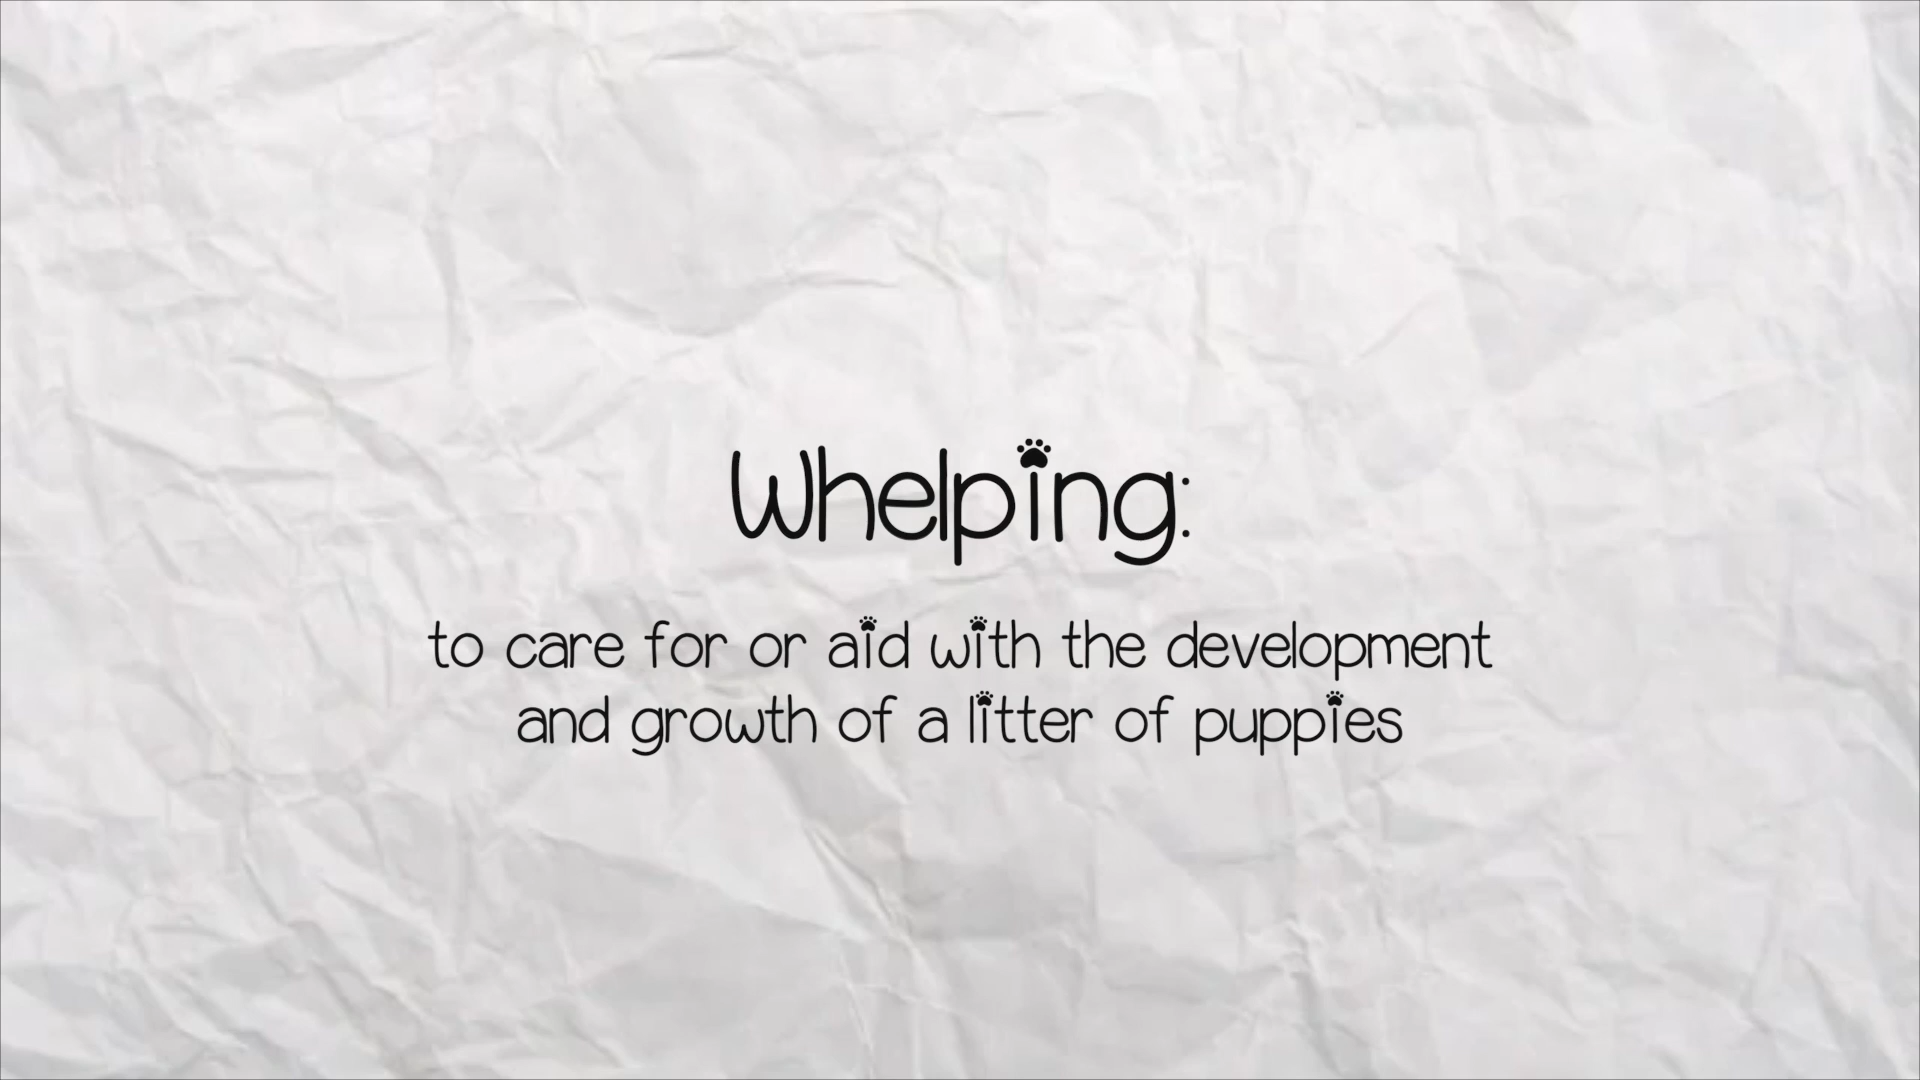 Whelping:
to care for or aid with the development
and growth of a litter of puppies